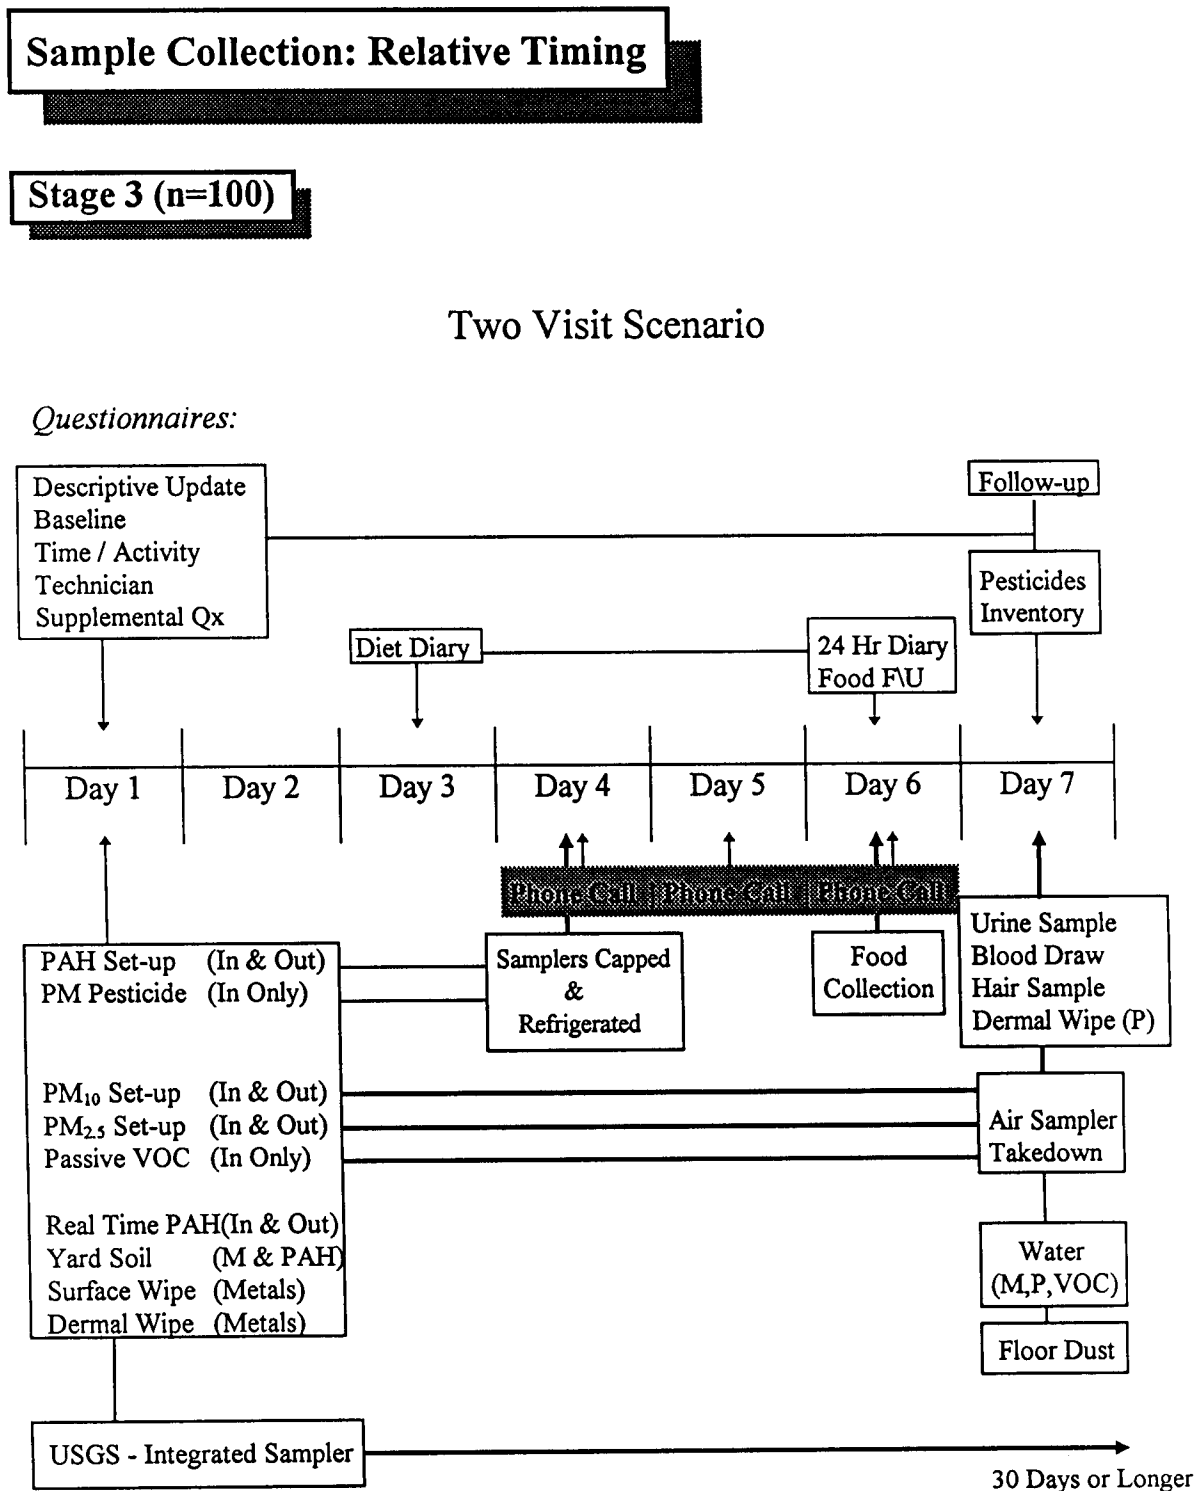 Sample Collection: Relative Timing
Stage 3 (n=100)
Two Visit Scenario
Questionnaires:
Descriptive Update
Baseline
Time / Activity
Technician
Supplemental Qx
Follow-up
Pesticides
Inventory
Diet Diary
24 Hr Diary
Food F\U
Day 1
Day 2
Day 3
Day 4
Day 5
Day 6
Day 7
Phone Call
Phone Call
Phone Call
PAH Set-up (In & Out)
PM Pesticide (In Only)
PM10 Set-up (In & Out)
PM2.5 Set-up (In & Out)
Passive VOC (In Only)
Real Time PAH(In & Out)
Yard Soil (M & PAH)
Surface Wipe (Metals)
Dermal Wipe (Metals)
Samplers Capped
&
Refrigerated
Food
Collection
Urine Sample
Blood Draw
Hair Sample
Dermal Wipe (P)
Air Sampler
Takedown
Water
(M,P,VOC)
Floor Dust
USGS - Integrated Sampler
30 Days or Longer